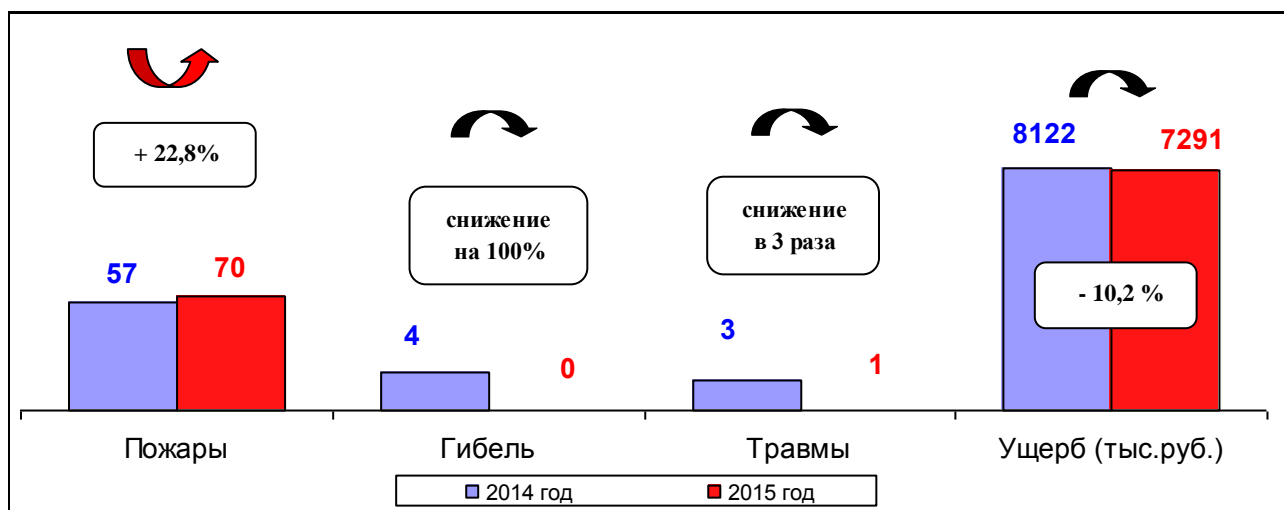 + 22,8%
снижение
на 100%
снижение
в 3 раза
- 10,2 %
57
70
4
0
3
1
8122
7291
Пожары
Гибель
Травмы
Ущерб (тыс.руб.)
2014 год
2015 год